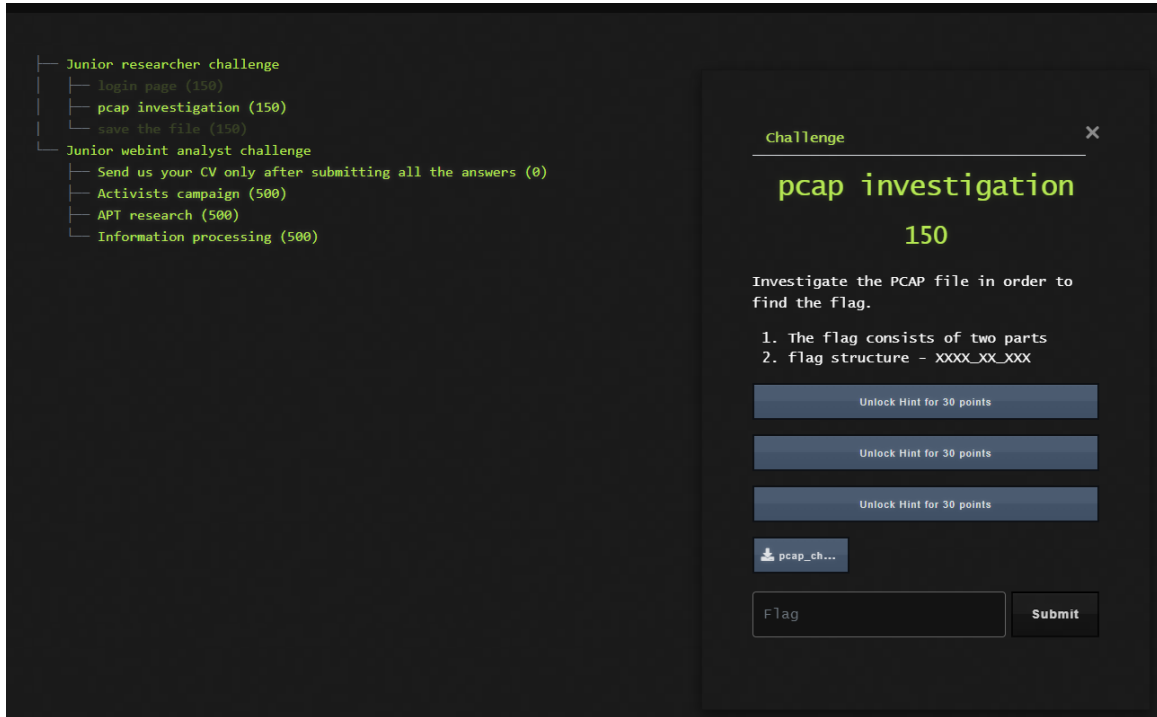 Junior researcher challenge
login page (150)
pcap investigation (150)
save the file (150)
Junior webint analyst challenge
Send us your CV only after submitting all the answers (0)
Activists campaign (500)
APT research (500)
Information processing (500)
Challenge
×
pcap investigation
150
Investigate the PCAP file in order to
find the flag.
1. The flag consists of two parts
2. flag structure - XXXX_XX_XXX
Unlock Hint for 30 points
Unlock Hint for 30 points
Unlock Hint for 30 points
pcap_ch...
Flag
Submit